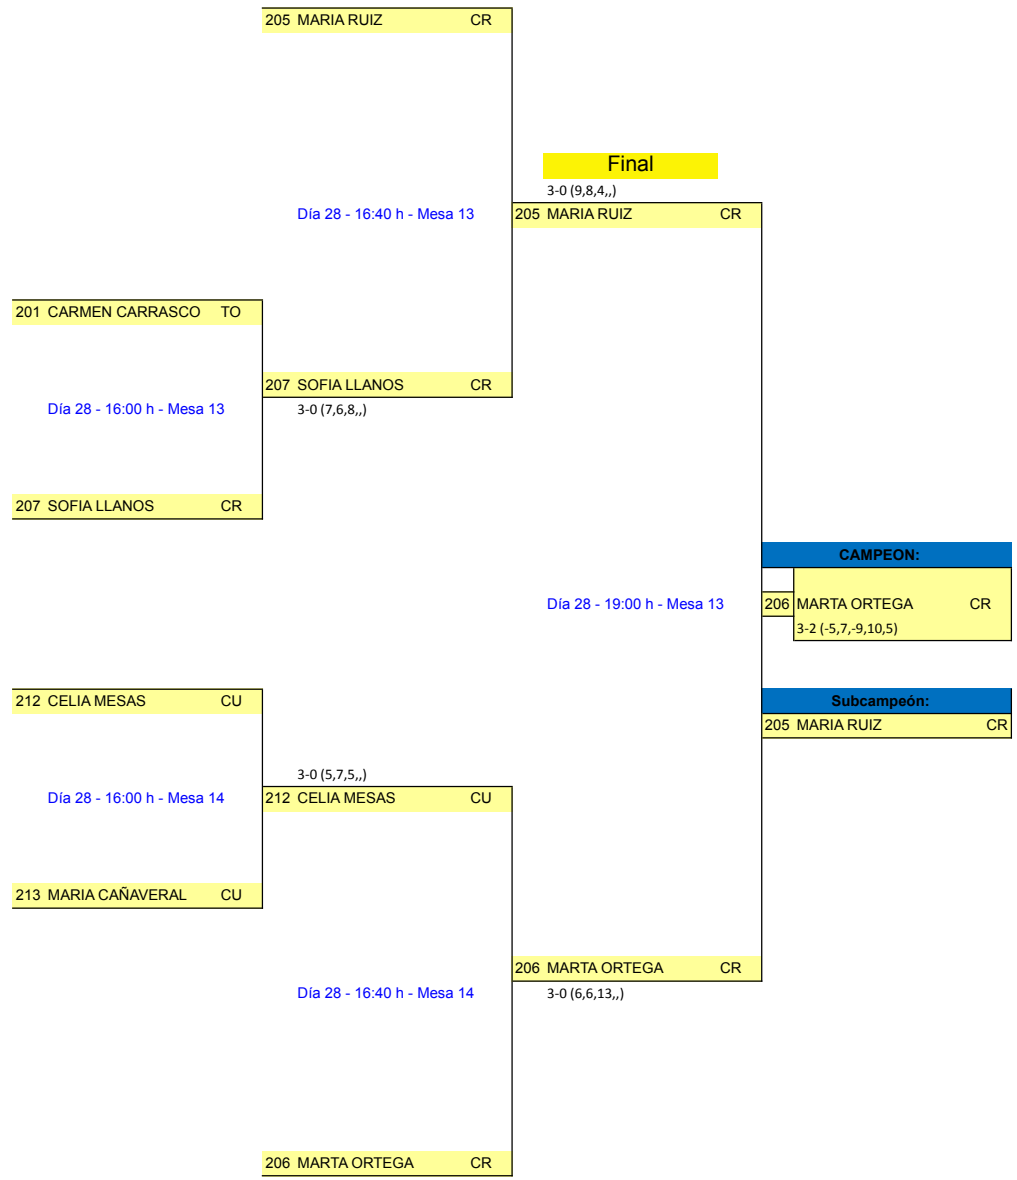 205 MARIA RUIZ CR
Final
3-0 (9,8,4,,)
Día 28 - 16:40 h - Mesa 13
205 MARIA RUIZ CR
201 CARMEN CARRASCO TO
207 SOFIA LLANOS CR
Día 28 - 16:00 h - Mesa 13
3-0 (7,6,8,,)
207 SOFIA LLANOS CR
CAMPEON:
Día 28 - 19:00 h - Mesa 13
206 MARTA ORTEGA CR
3-2 (-5,7,-9,10,5)
212 CELIA MESAS CU
Subcampeón:
205 MARIA RUIZ CR
3-0 (5,7,5,,)
Día 28 - 16:00 h - Mesa 14
212 CELIA MESAS CU
213 MARIA CAÑAVERAL CU
206 MARTA ORTEGA CR
Día 28 - 16:40 h - Mesa 14
3-0 (6,6,13,,)
206 MARTA ORTEGA CR